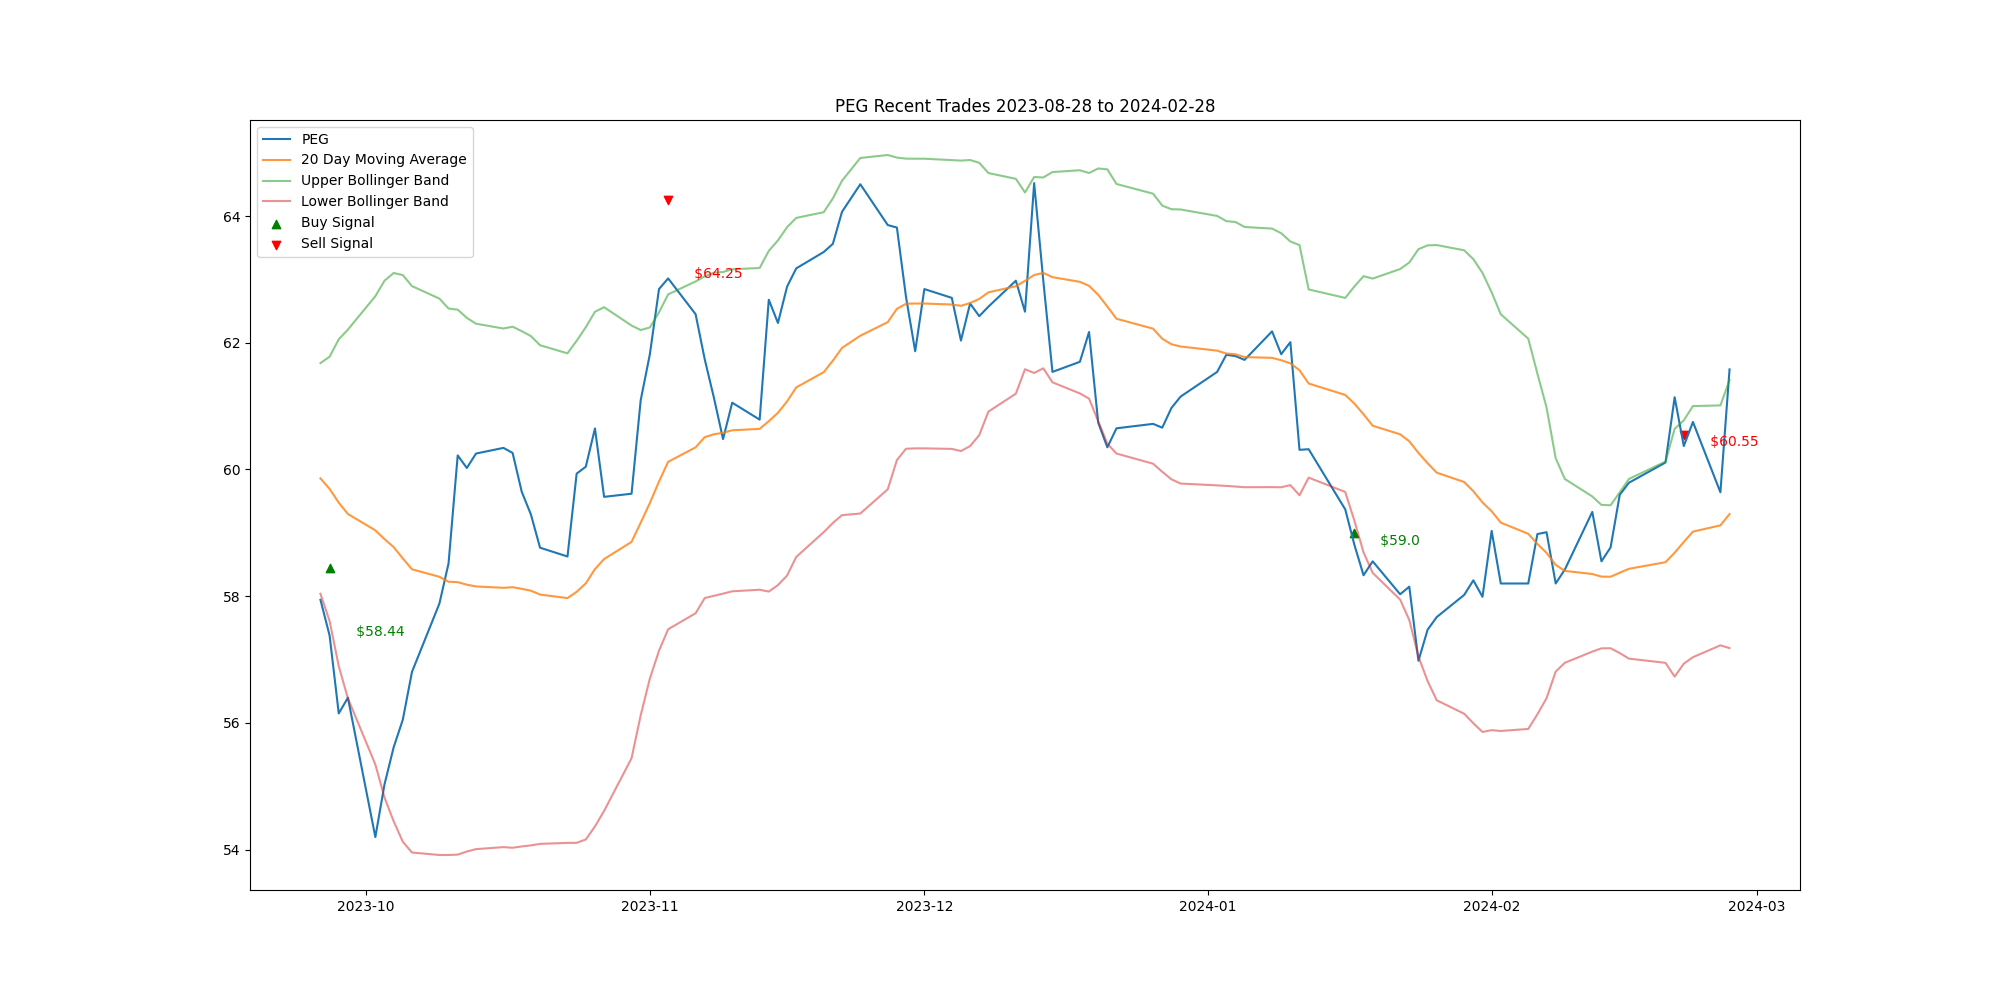 PEG Recent Trades 2023-08-28 to 2024-02-28
PEG
20 Day Moving Average
Upper Bollinger Band
Lower Bollinger Band
Buy Signal
Sell Signal
$64.25
$60.55
$59.0
$58.44
64
62
60
58
56
54
2023-10
2023-11
2023-12
2024-01
2024-02
2024-03